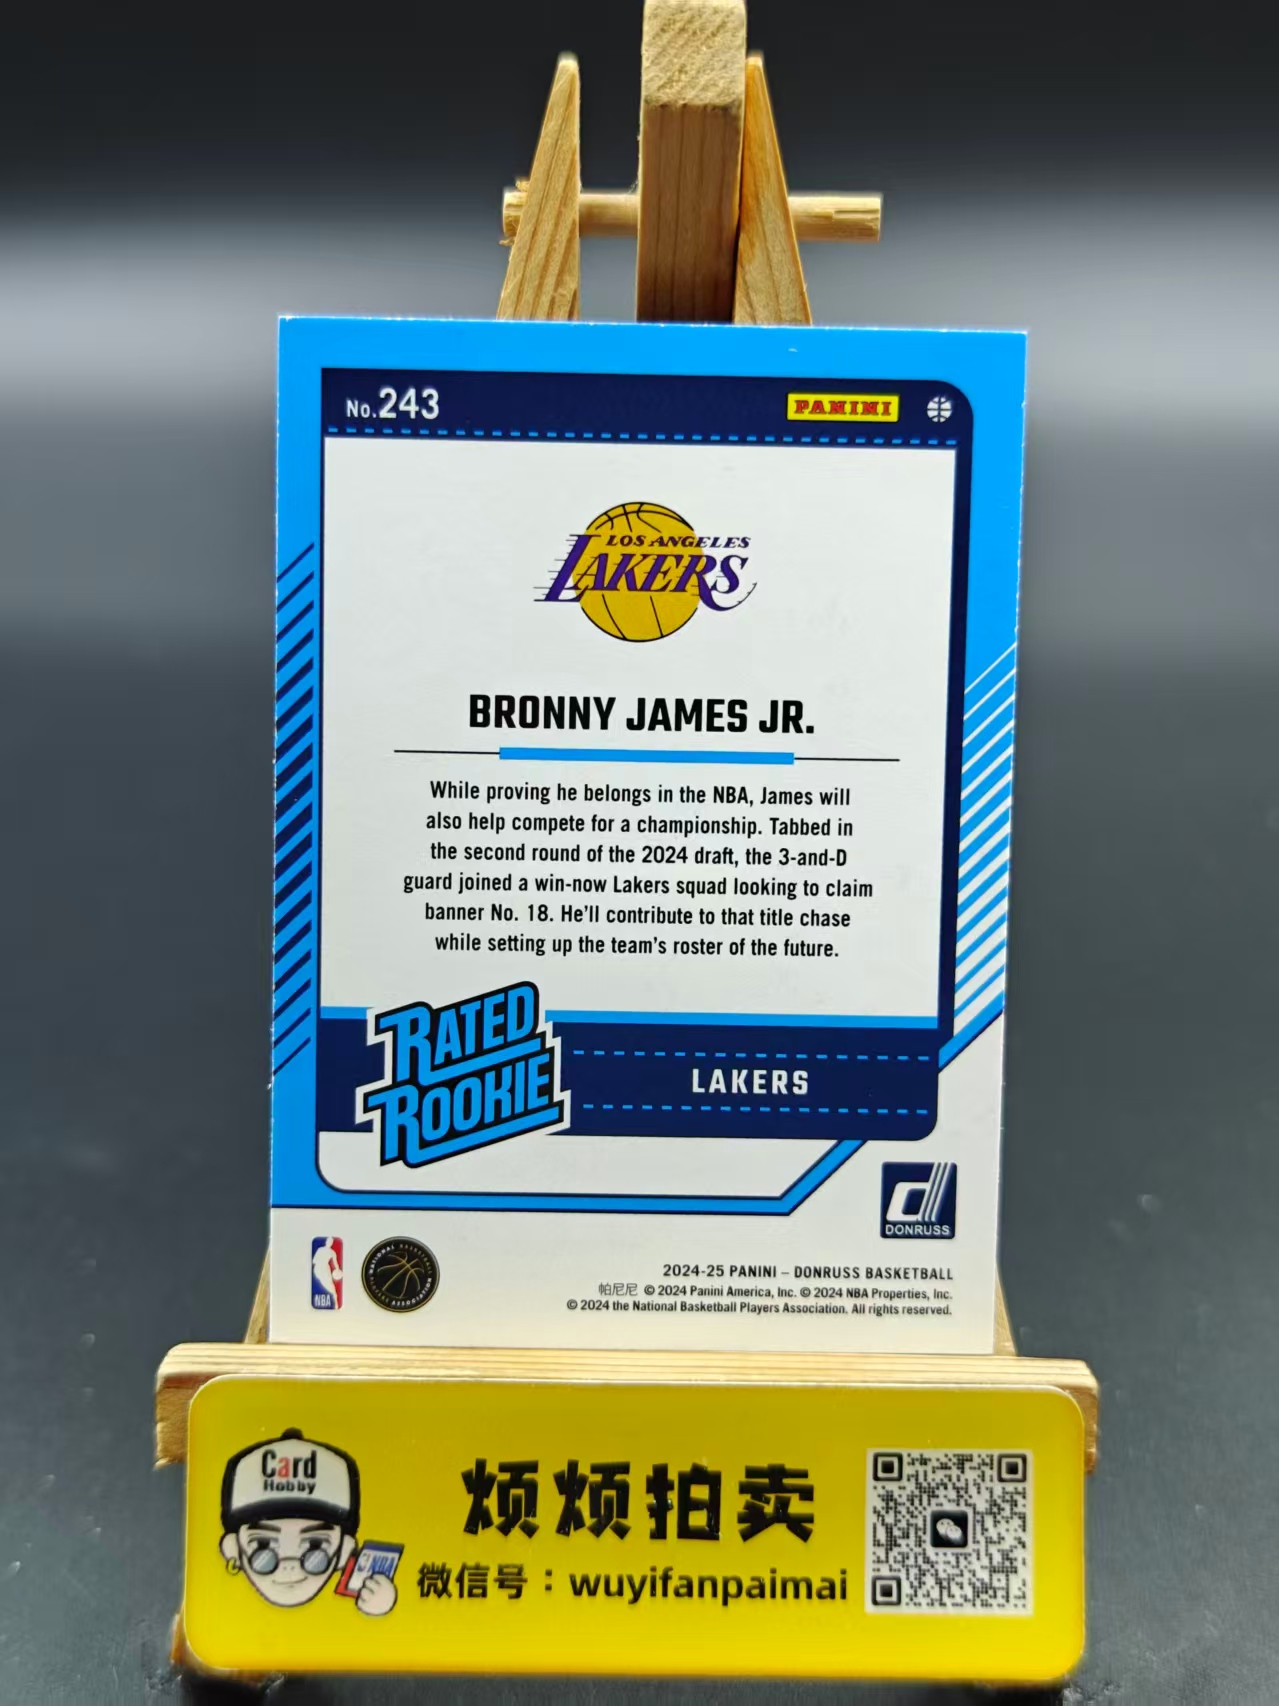 No.243
PANINI
LOS ANGELES
LAKERS
BRONNY JAMES JR.
While proving he belongs in the NBA, James will
also help compete for a championship. Tabbed in
the second round of the 2024 draft, the 3-and-D
guard joined a win-now Lakers squad looking to claim
banner No. 18. He'll contribute to that title chase
while setting up the team's roster of the future.
RATED
ROOKIE
LAKERS
DONRUSS
NBA
NATIONAL BASKETBALL
PLAYERS ASSOCIATION
2024-25 PANINI – DONRUSS BASKETBALL
帕尼尼 © 2024 Panini America, Inc. © 2024 NBA Properties, Inc.
© 2024 the National Basketball Players Association. All rights reserved.
Card
Hobby
NBA
烦烦拍卖
微信号：wuyifanpaimai